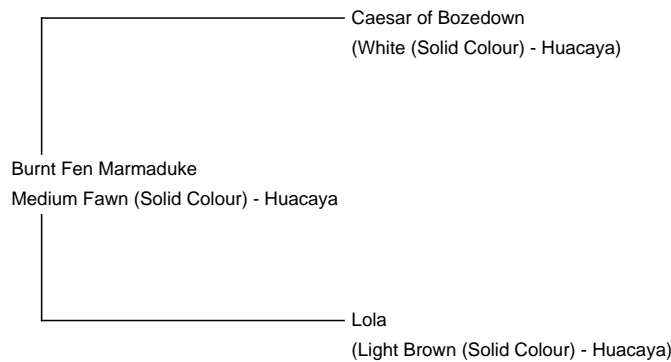 Caesar of Bozedown
(White (Solid Colour) - Huacaya)
Burnt Fen Marmaduke
Medium Fawn (Solid Colour) - Huacaya
Lola
(Light Brown (Solid Colour) - Huacaya)